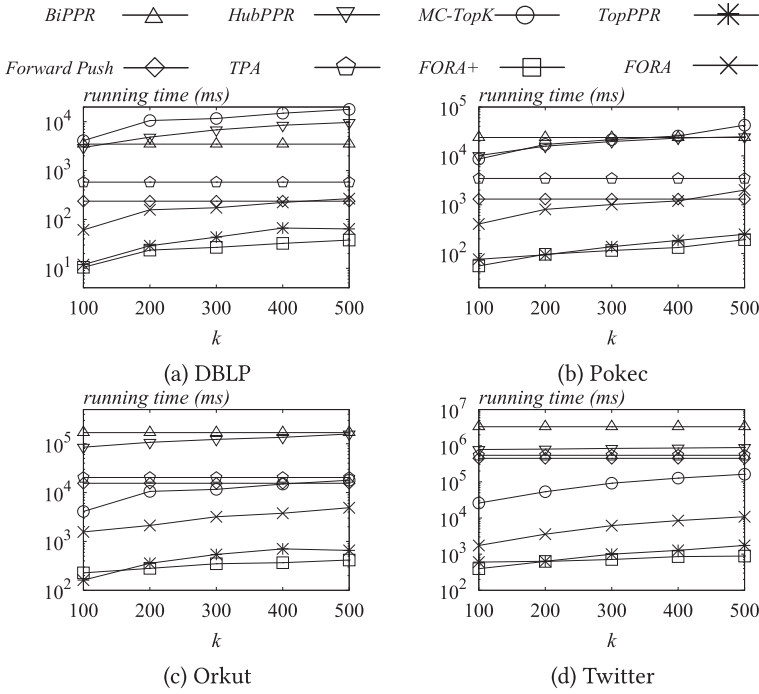 BiPPR HubPPR MC-TopK TopPPR
Forward Push TPA FORA+ FORA
running time (ms) running time (ms)
10^4 10^5
10^3 10^4
10^2 10^3
10^1 10^2
100 200 300 400 500 100 200 300 400 500
k k
(a) DBLP (b) Pokec
running time (ms) running time (ms)
10^5 10^7
10^4 10^6
10^3 10^5
10^2 10^4
10^3
10^2
100 200 300 400 500 100 200 300 400 500
k k
(c) Orkut (d) Twitter